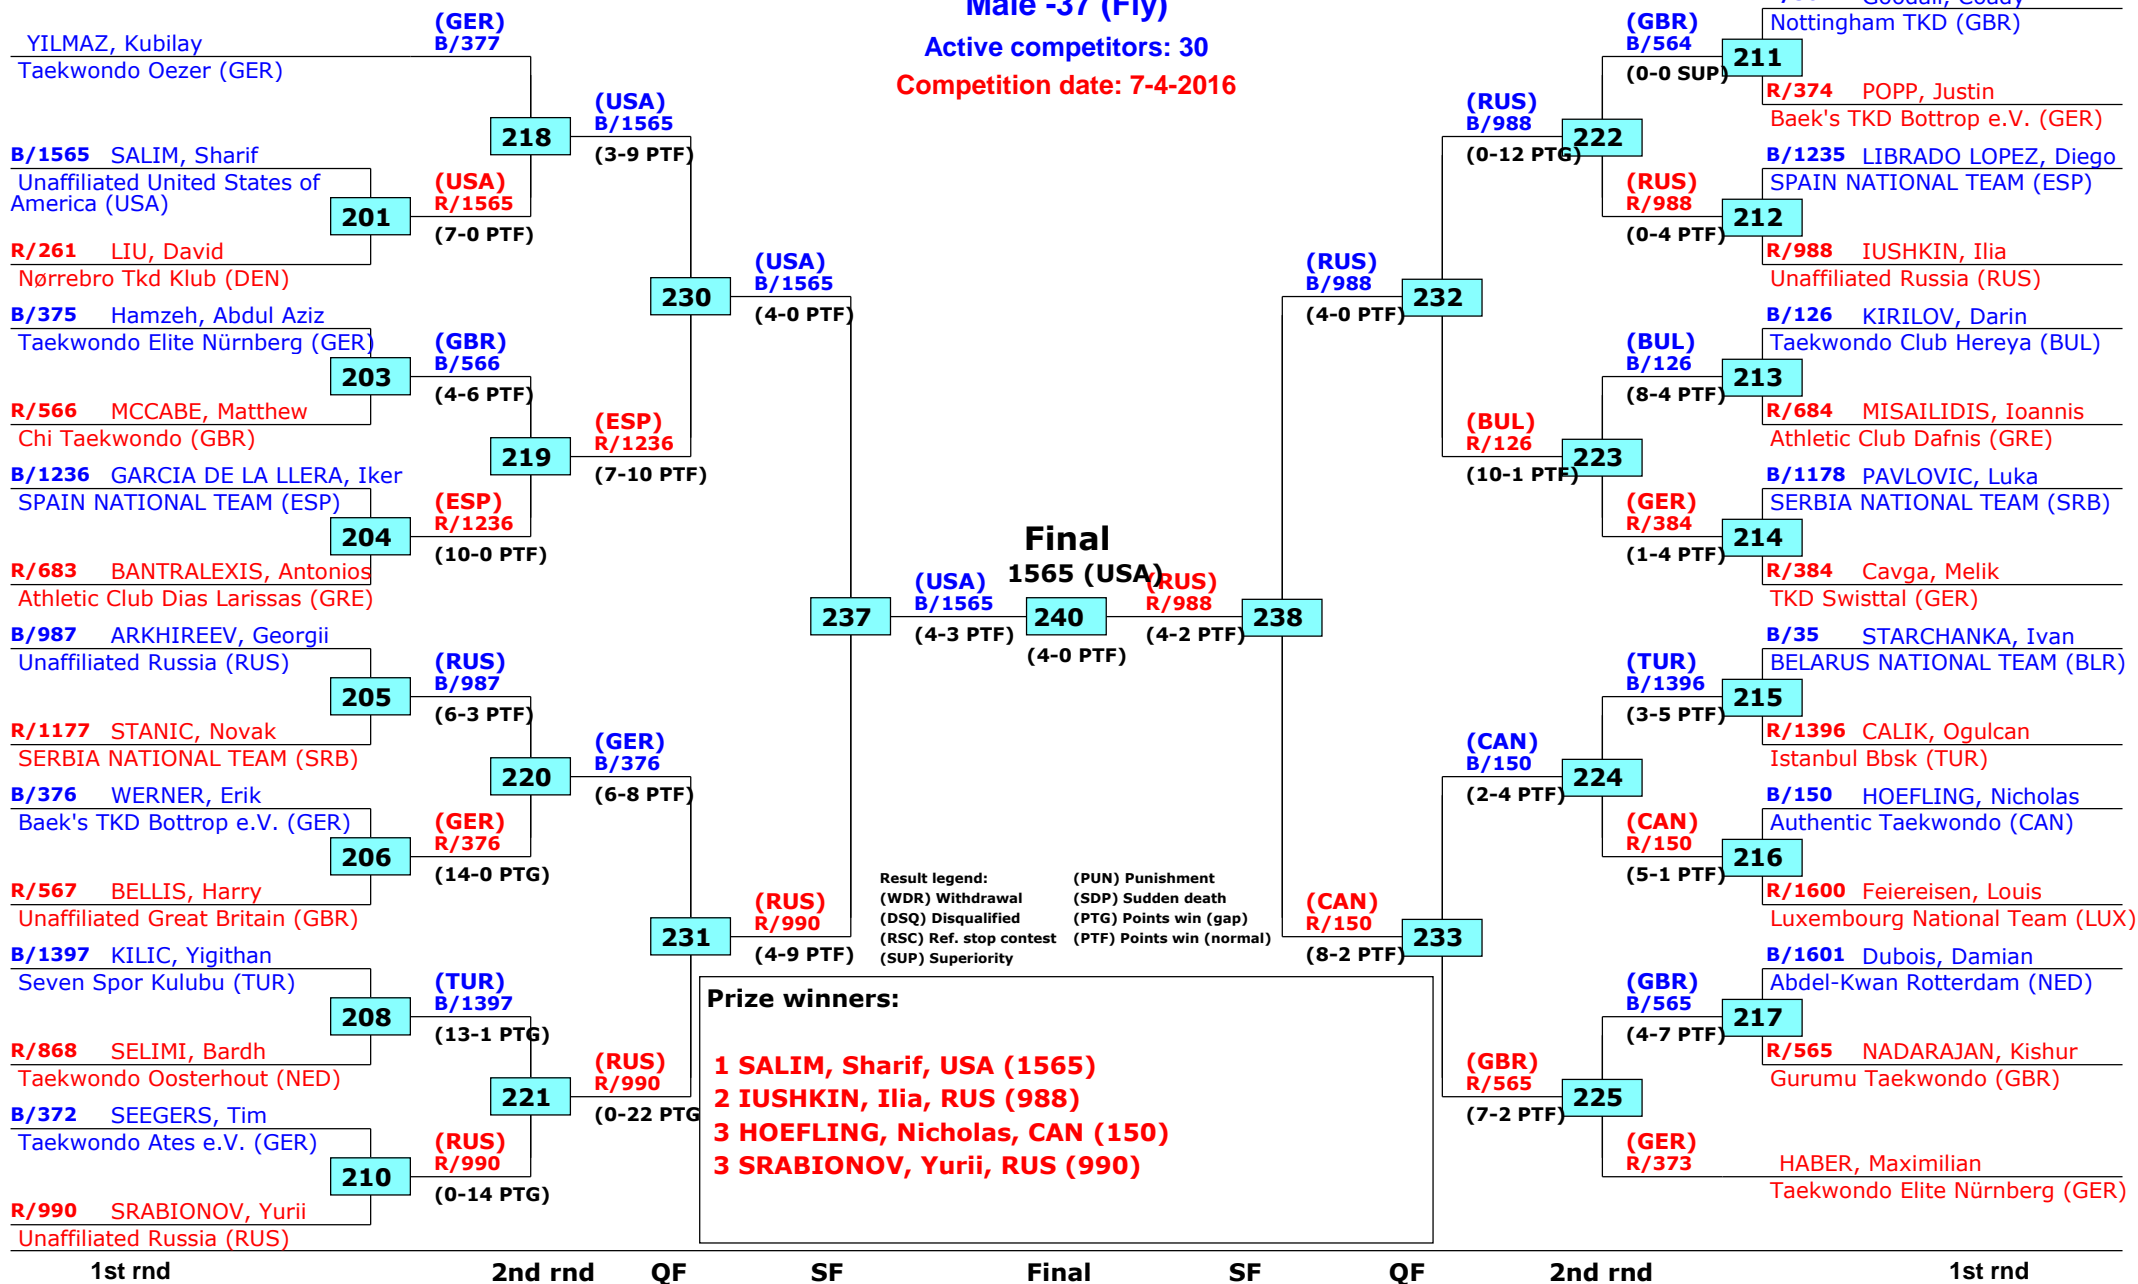 Male -37 (Fly)
Active competitors: 30
Competition date: 7-4-2016
YILMAZ, Kubilay
Taekwondo Oezer (GER)
B/1565 SALIM, Sharif
Unaffiliated United States of
America (USA)
201
R/261 LIU, David
Nørrebro Tkd Klub (DEN)
B/375 Hamzeh, Abdul Aziz
Taekwondo Elite Nürnberg (GER)
203
R/566 MCCABE, Matthew
Chi Taekwondo (GBR)
B/1236 GARCIA DE LA LLERA, Iker
SPAIN NATIONAL TEAM (ESP)
204
R/683 BANTRALEXIS, Antonios
Athletic Club Dias Larissas (GRE)
B/987 ARKHIREEV, Georgii
Unaffiliated Russia (RUS)
205
R/1177 STANIC, Novak
SERBIA NATIONAL TEAM (SRB)
B/376 WERNER, Erik
Baek's TKD Bottrop e.V. (GER)
206
R/567 BELLIS, Harry
Unaffiliated Great Britain (GBR)
B/1397 KILIC, Yigithan
Seven Spor Kulubu (TUR)
208
R/868 SELIMI, Bardh
Taekwondo Oosterhout (NED)
B/372 SEEGERS, Tim
Taekwondo Ates e.V. (GER)
210
R/990 SRABIONOV, Yurii
Unaffiliated Russia (RUS)
(GER)
B/377
218
(USA)
R/1565
(7-0 PTF)
(GBR)
B/566
(4-6 PTF)
219
(ESP)
R/1236
(10-0 PTF)
(RUS)
B/987
(6-3 PTF)
220
(GER)
R/376
(14-0 PTG)
(TUR)
B/1397
(13-1 PTG)
221
(RUS)
R/990
(0-14 PTG)
(USA)
B/1565
(3-9 PTF)
230
(ESP)
R/1236
(7-10 PTF)
(GER)
B/376
(6-8 PTF)
231
(RUS)
R/990
(0-22 PTG
(USA)
B/1565
(4-0 PTF)
237
(RUS)
R/990
(4-9 PTF)
(USA)
B/1565
(4-3 PTF)
Final
1565 (USA)
240
(4-0 PTF)
(RUS)
R/988
(4-2 PTF)
238
(RUS)
B/988
(4-0 PTF)
232
(CAN)
R/150
(8-2 PTF)
233
(RUS)
B/988
(0-12 PTG)
222
(BUL)
R/126
(10-1 PTF)
223
(CAN)
B/150
(2-4 PTF)
224
(GBR)
R/565
(7-2 PTF)
225
(GBR)
B/564
(0-0 SUP)
211
(RUS)
R/988
(0-4 PTF)
212
(BUL)
B/126
(8-4 PTF)
213
(GER)
R/384
(1-4 PTF)
214
(TUR)
B/1396
(3-5 PTF)
215
(CAN)
R/150
(5-1 PTF)
216
(GBR)
B/565
(4-7 PTF)
217
(GER)
R/373
Nottingham TKD (GBR)
R/374 POPP, Justin
Baek's TKD Bottrop e.V. (GER)
B/1235 LIBRADO LOPEZ, Diego
SPAIN NATIONAL TEAM (ESP)
R/988 IUSHKIN, Ilia
Unaffiliated Russia (RUS)
B/126 KIRILOV, Darin
Taekwondo Club Hereya (BUL)
R/684 MISAILIDIS, Ioannis
Athletic Club Dafnis (GRE)
B/1178 PAVLOVIC, Luka
SERBIA NATIONAL TEAM (SRB)
R/384 Cavga, Melik
TKD Swisttal (GER)
B/35 STARCHANKA, Ivan
BELARUS NATIONAL TEAM (BLR)
R/1396 CALIK, Ogulcan
Istanbul Bbsk (TUR)
B/150 HOEFLING, Nicholas
Authentic Taekwondo (CAN)
R/1600 Feiereisen, Louis
Luxembourg National Team (LUX)
B/1601 Dubois, Damian
Abdel-Kwan Rotterdam (NED)
R/565 NADARAJAN, Kishur
Gurumu Taekwondo (GBR)
HABER, Maximilian
Taekwondo Elite Nürnberg (GER)
Result legend: (PUN) Punishment
(WDR) Withdrawal (SDP) Sudden death
(DSQ) Disqualified (PTG) Points win (gap)
(RSC) Ref. stop contest (PTF) Points win (normal)
(SUP) Superiority
Prize winners:
1 SALIM, Sharif, USA (1565)
2 IUSHKIN, Ilia, RUS (988)
3 HOEFLING, Nicholas, CAN (150)
3 SRABIONOV, Yurii, RUS (990)
1st rnd 2nd rnd QF SF Final SF QF 2nd rnd 1st rnd